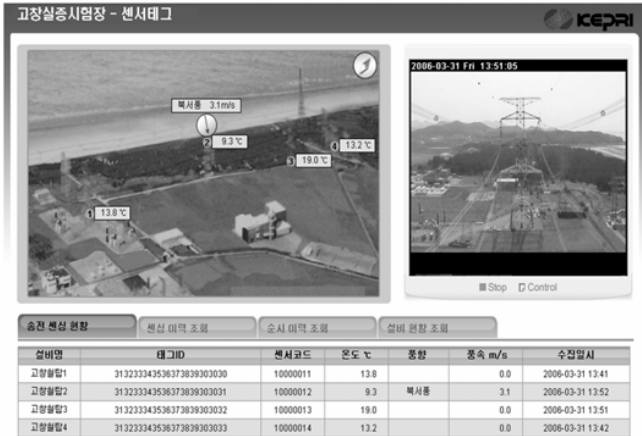 고창실증시험장 - 센서태그
KEPRI
2006-03-31 Fri 13:51:05
북서풍 3.1m/s
2 9.3 ℃
4 13.2 ℃
3 19.0 ℃
1 13.8 ℃
Stop Control
송전 센싱 현황 센싱 이력 조회 순시 이력 조회 설비 현황 조회
설비명 태그ID 센서코드 온도 ℃ 풍향 풍속 m/s 수집일시
고창철탑1 313233343536373839303030 10000011 13.8 0.0 2006-03-31 13:41
고창철탑2 313233343536373839303031 10000012 9.3 북서풍 3.1 2006-03-31 13:52
고창철탑3 313233343536373839303032 10000013 19.0 0.0 2006-03-31 13:51
고창철탑4 313233343536373839303033 10000014 13.2 0.0 2006-03-31 13:42